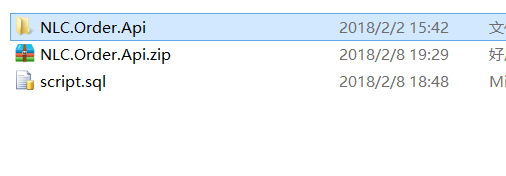 NLC.Order.Api 2018/2/2 15:42 文
NLC.Order.Api.zip 2018/2/8 19:29 好
script.sql 2018/2/8 18:48 Mi